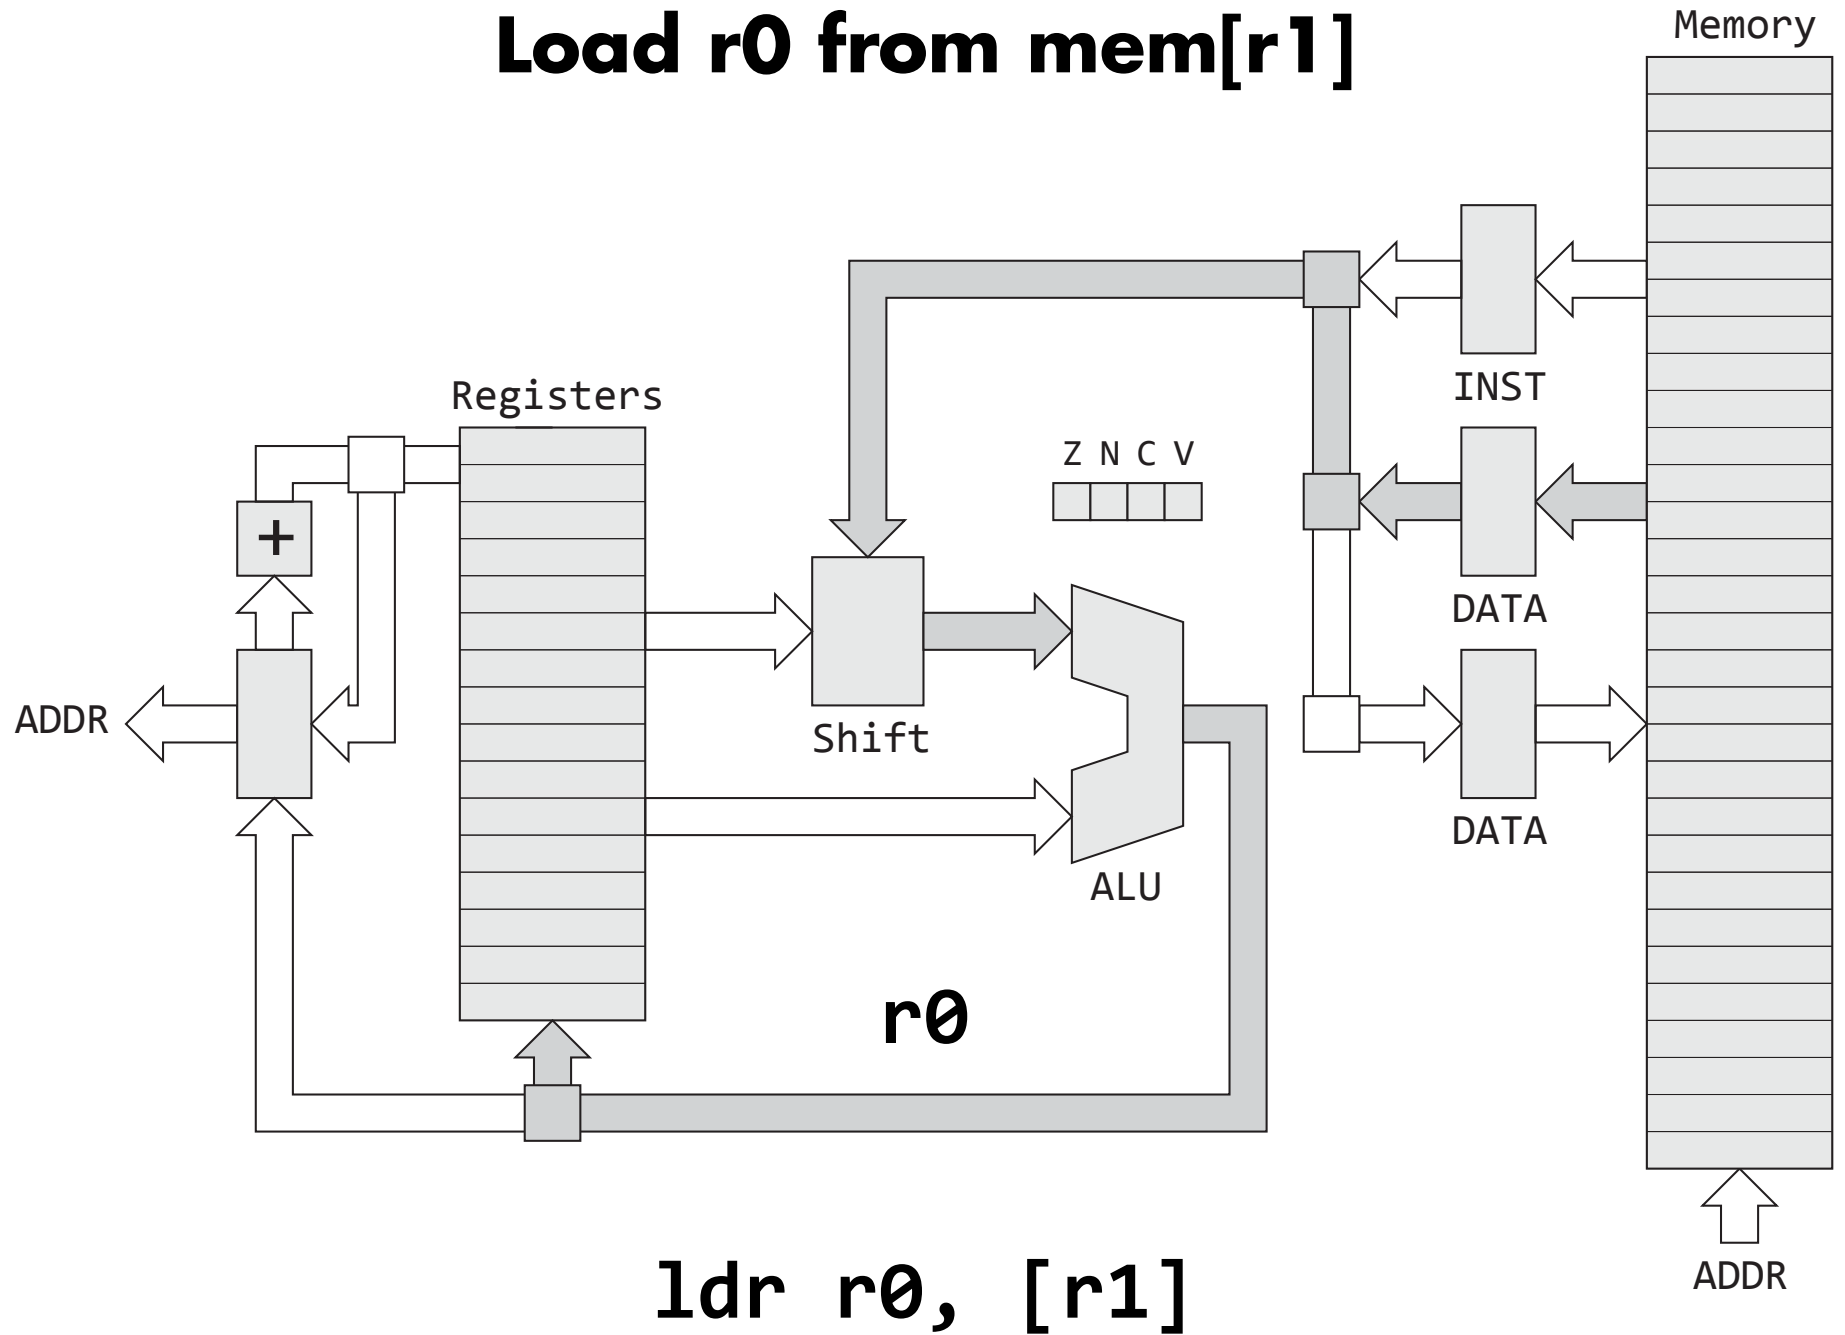 Load r0 from mem[r1]
Memory
INST
Registers
Z N C V
+
DATA
ADDR
Shift
DATA
ALU
r0
ADDR
ldr r0, [r1]